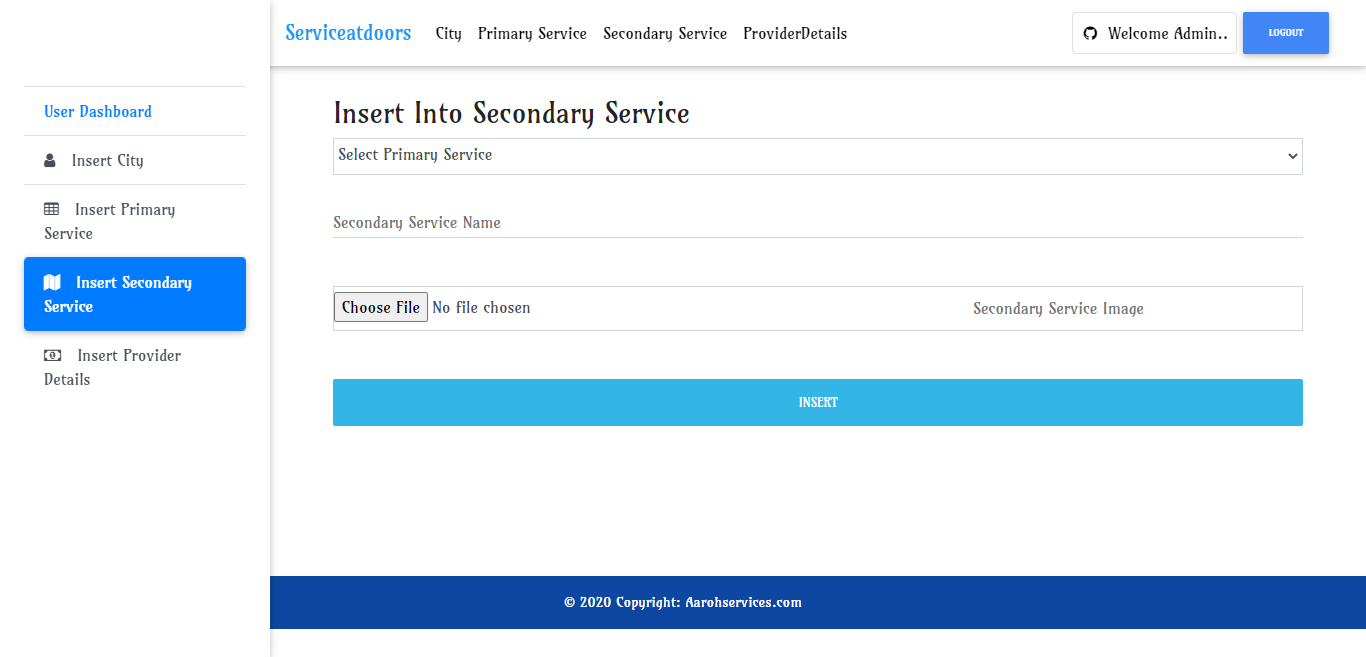 Serviceatdoors City Primary Service Secondary Service ProviderDetails Welcome Admin.. LOGOUT
User Dashboard
Insert City
Insert Primary
Service
Insert Secondary
Service
Insert Provider
Details
Insert Into Secondary Service
Select Primary Service
Secondary Service Name
Choose File No file chosen Secondary Service Image
INSERT
© 2020 Copyright: Aarohservices.com